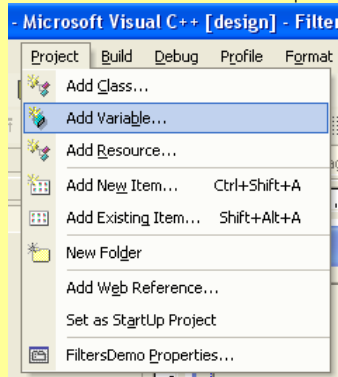 - Microsoft Visual C++ [design] - Filter
Project Build Debug Profile Format
Add Class...
Add Variable...
Add Resource...
Add New Item... Ctrl+Shift+A
Add Existing Item... Shift+Alt+A
New Folder
Add Web Reference...
Set as StartUp Project
FiltersDemo Properties...